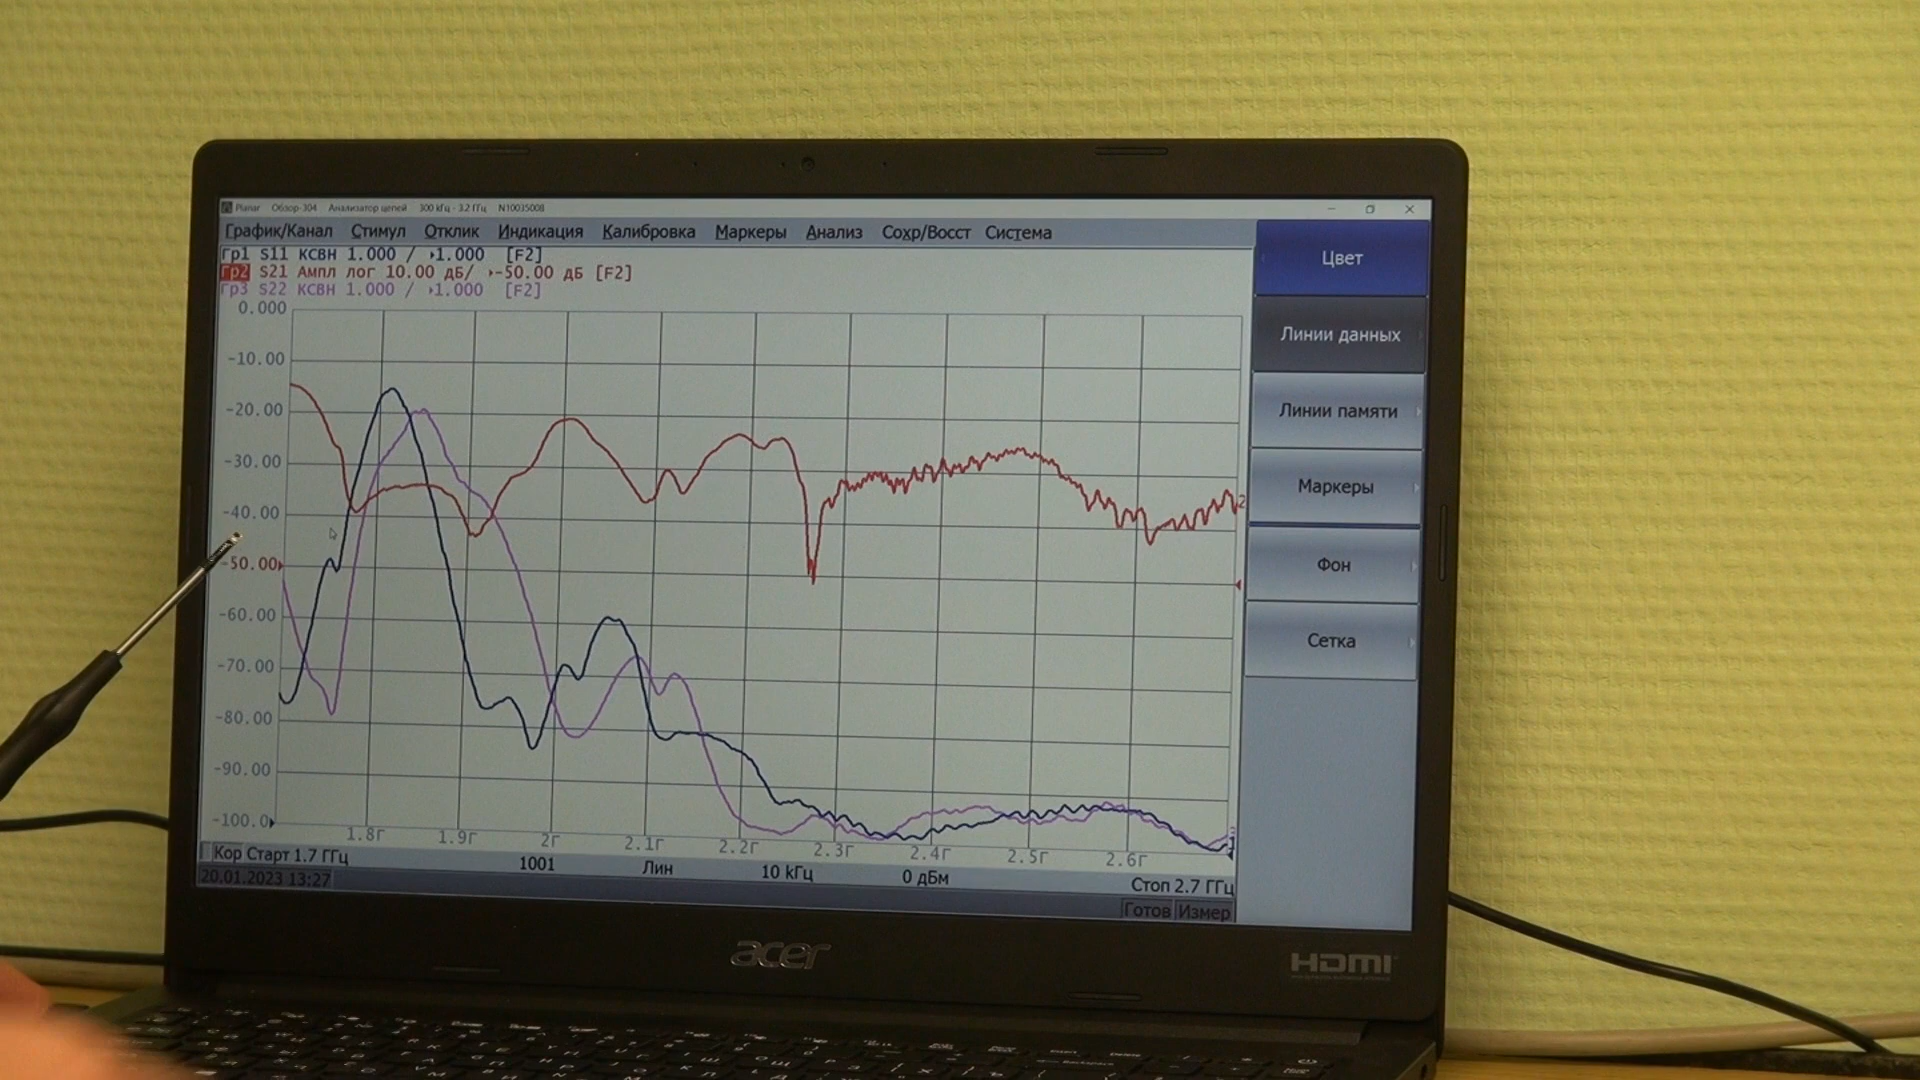 Planar Обзор-304 Анализатор цепей 300 кГц - 3.2 ГГц N10035008
График/Канал Стимул Отклик Индикация Калибровка Маркеры Анализ Сохр/Восст Система
Гр1 S11 КСВН 1.000 / 1.000 [F2]
Гр2 S21 Ампл лог 10.00 дБ/ -50.00 дБ [F2]
Гр3 S22 КСВН 1.000 / 1.000 [F2]
0.000
-10.00
-20.00
-30.00
-40.00
-50.00
-60.00
-70.00
-80.00
-90.00
-100.0
1.8г 1.9г 2г 2.1г 2.2г 2.3г 2.4г 2.5г 2.6г
Кор Старт 1.7 ГГц 1001 Лин 10 kГц 0 дБм Стоп 2.7 ГГц
20.01.2023 13:27
Готов Измер
Цвет
Линии данных
Линии памяти
Маркеры
Фон
Сетка
acer
HDMI